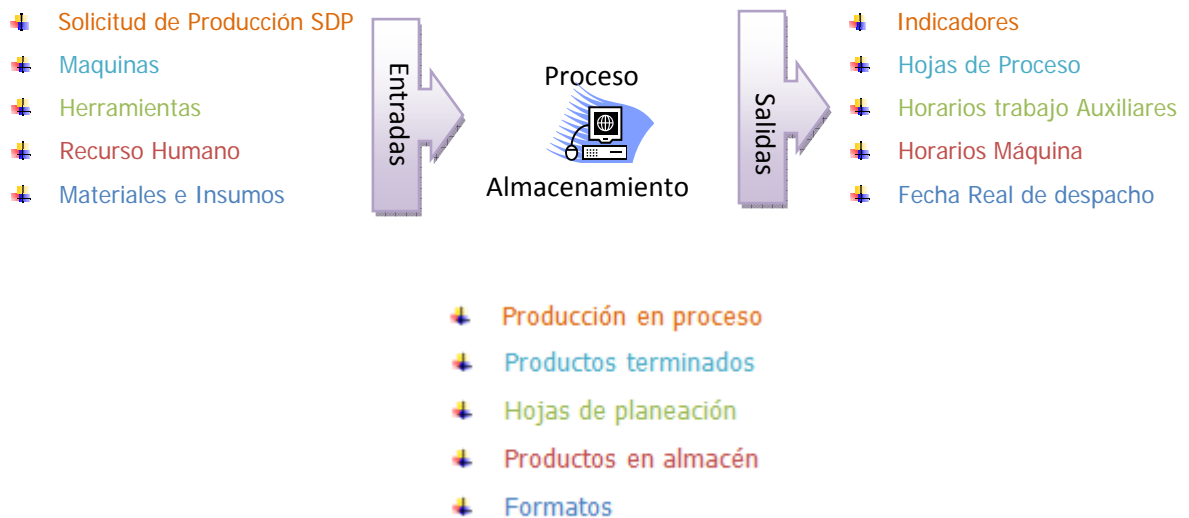 Solicitud de Producción SDP
Maquinas
Herramientas
Recurso Humano
Materiales e Insumos
Entradas
Proceso
Almacenamiento
Salidas
Indicadores
Hojas de Proceso
Horarios trabajo Auxiliares
Horarios Máquina
Fecha Real de despacho
Producción en proceso
Productos terminados
Hojas de planeación
Productos en almacén
Formatos